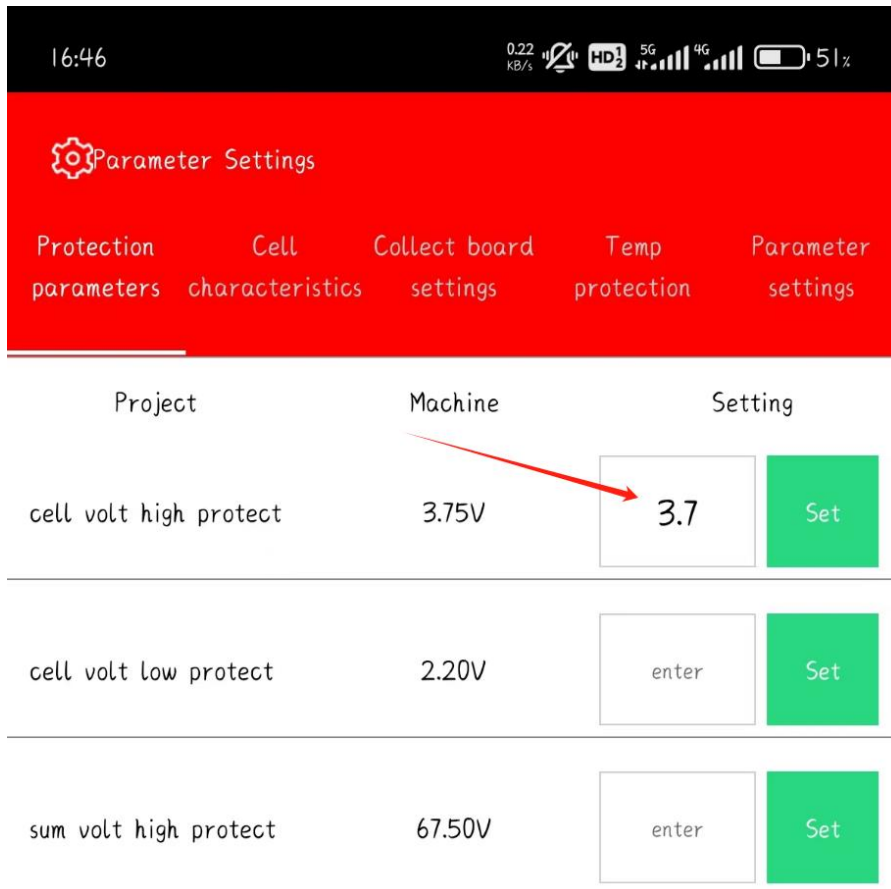 16:46 0.22 KB/s HD 1 2 5G 4G 51%
Parameter Settings
Protection parameters Cell characteristics Collect board settings Temp protection Parameter settings
Project Machine Setting
cell volt high protect 3.75V 3.7 Set
cell volt low protect 2.20V enter Set
sum volt high protect 67.50V enter Set